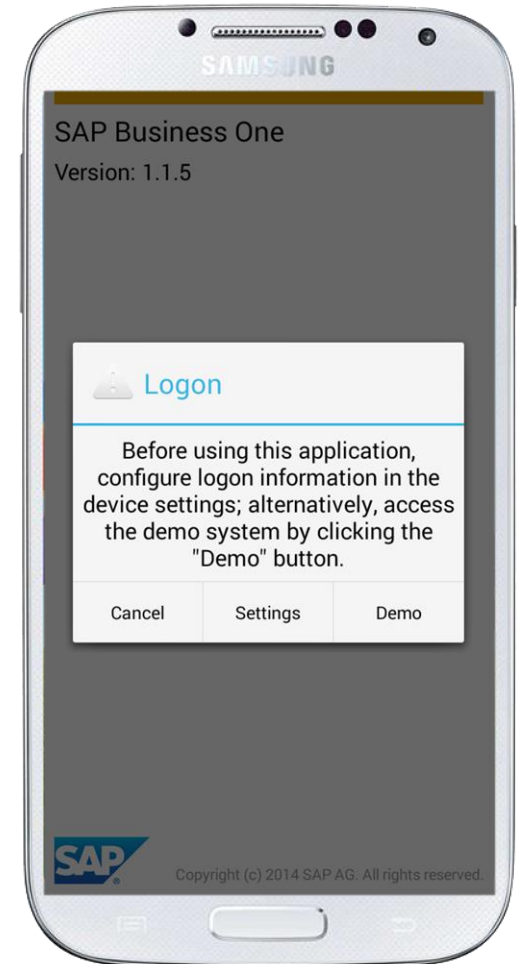 SAMSUNG
SAP Business One
Version: 1.1.5
Logon
Before using this application,
configure logon information in the
device settings; alternatively, access
the demo system by clicking the
"Demo" button.
Cancel Settings Demo
SAP
Copyright (c) 2014 SAP AG. All rights reserved.